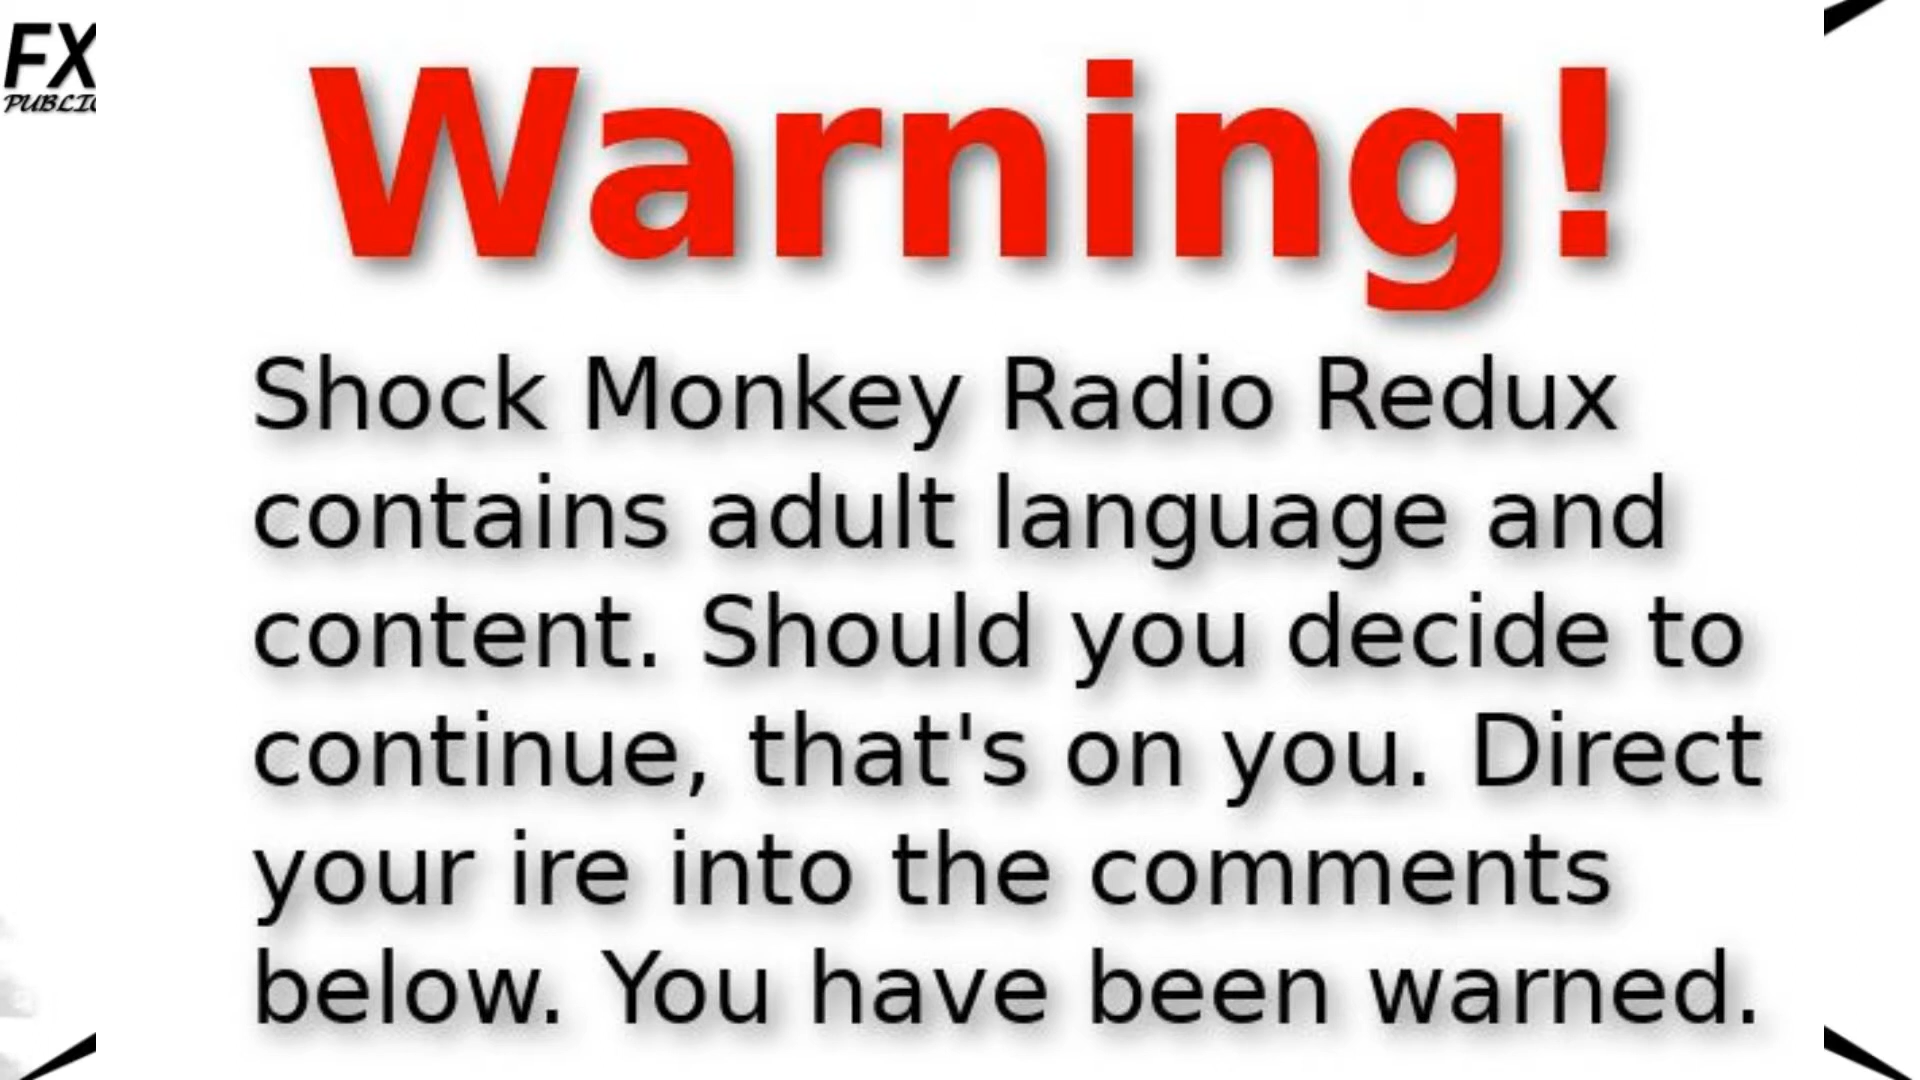 FX
PUBLIC
Warning!
Shock Monkey Radio Redux
contains adult language and
content. Should you decide to
continue, that's on you. Direct
your ire into the comments
below. You have been warned.